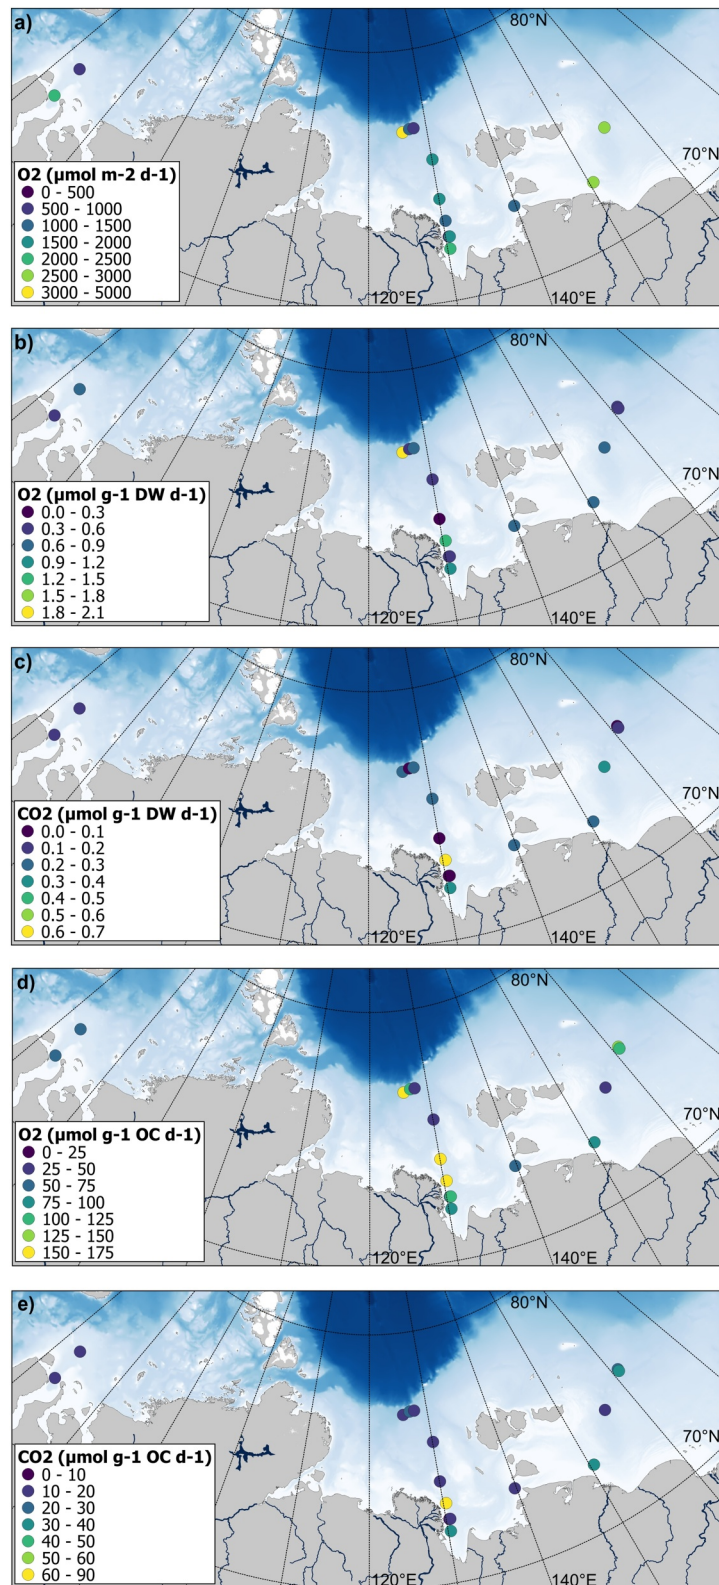 a)
80°N
70°N
O2 (µmol m-2 d-1)
0 - 500
500 - 1000
1000 - 1500
1500 - 2000
2000 - 2500
2500 - 3000
3000 - 5000
120°E
140°E
b)
80°N
70°N
O2 (µmol g-1 DW d-1)
0.0 - 0.3
0.3 - 0.6
0.6 - 0.9
0.9 - 1.2
1.2 - 1.5
1.5 - 1.8
1.8 - 2.1
120°E
140°E
c)
80°N
70°N
CO2 (µmol g-1 DW d-1)
0.0 - 0.1
0.1 - 0.2
0.2 - 0.3
0.3 - 0.4
0.4 - 0.5
0.5 - 0.6
0.6 - 0.7
120°E
140°E
d)
80°N
70°N
O2 (µmol g-1 OC d-1)
0 - 25
25 - 50
50 - 75
75 - 100
100 - 125
125 - 150
150 - 175
120°E
140°E
e)
80°N
70°N
CO2 (µmol g-1 OC d-1)
0 - 10
10 - 20
20 - 30
30 - 40
40 - 50
50 - 60
60 - 90
120°E
140°E